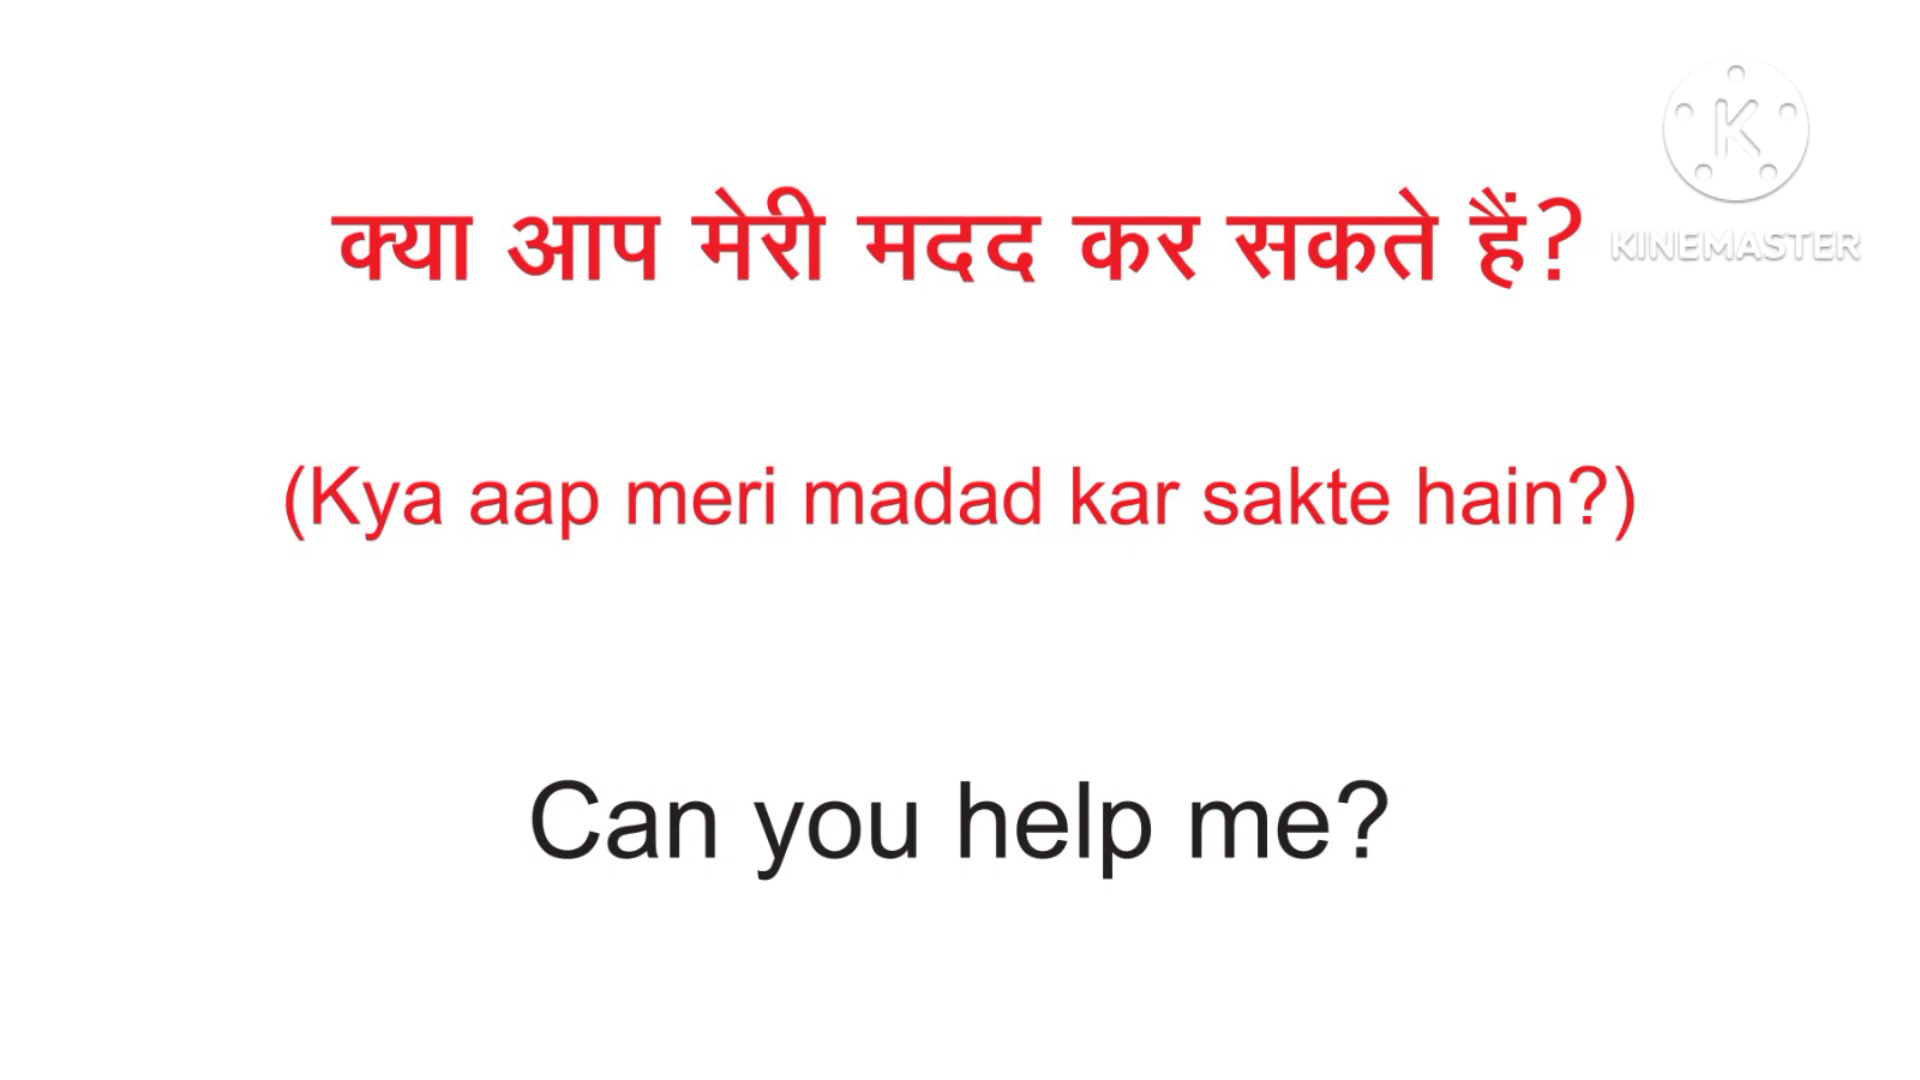 क्या आप मेरी मदद कर सकते हैं?
KINEMASTER
(Kya aap meri madad kar sakte hain?)
Can you help me?